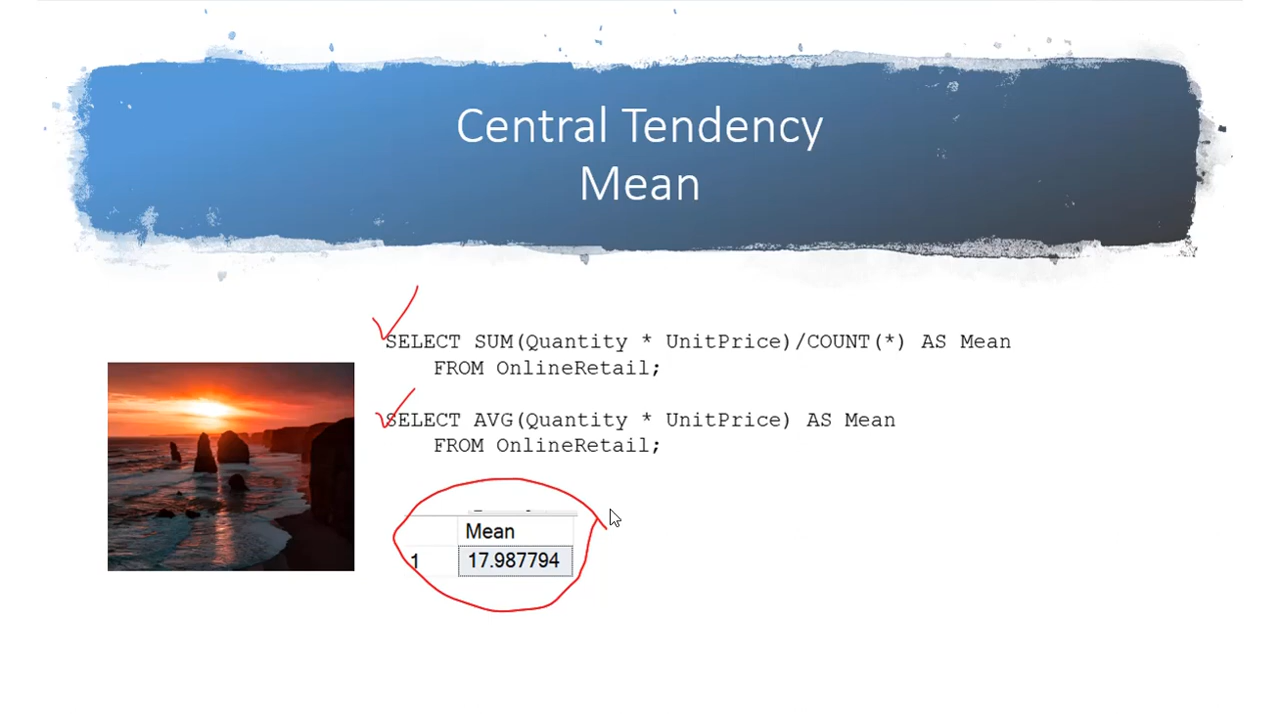 Central Tendency
Mean
SELECT SUM(Quantity * UnitPrice)/COUNT(*) AS Mean
FROM OnlineRetail;
SELECT AVG(Quantity * UnitPrice) AS Mean
FROM OnlineRetail;
Mean
1 17.987794